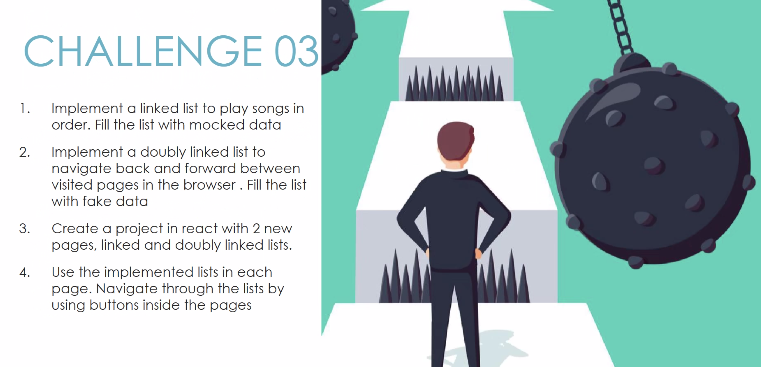 CHALLENGE 03
1. Implement a linked list to play songs in
order. Fill the list with mocked data
2. Implement a doubly linked list to
navigate back and forward between
visited pages in the browser . Fill the list
with fake data
3. Create a project in react with 2 new
pages, linked and doubly linked lists.
4. Use the implemented lists in each
page. Navigate through the lists by
using buttons inside the pages